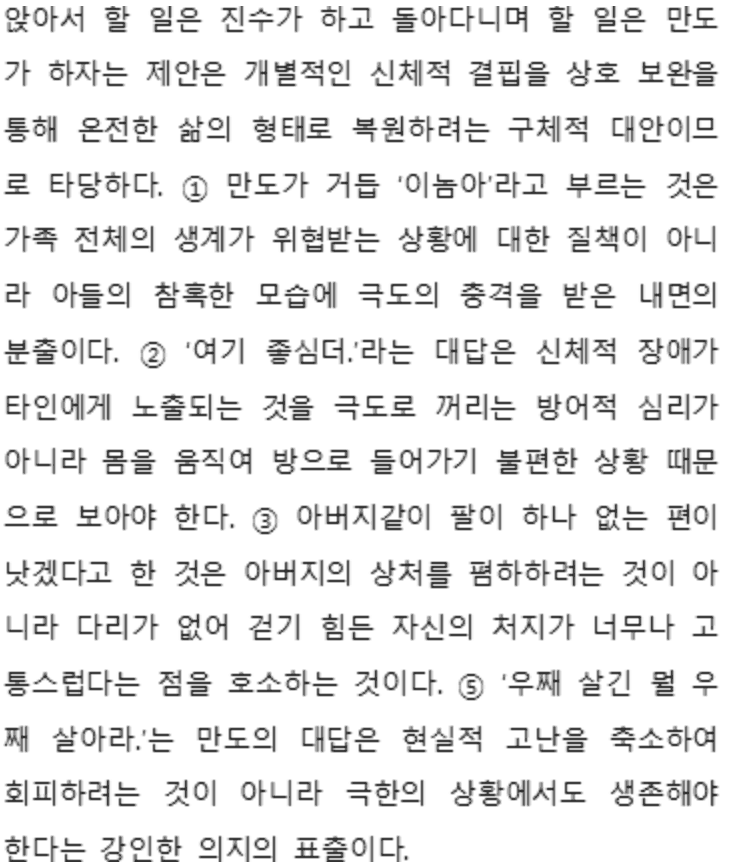 앉아서 할 일은 진수가 하고 돌아다니며 할 일은 만도
가 하자는 제안은 개별적인 신체적 결핍을 상호 보완을
통해 온전한 삶의 형태로 복원하려는 구체적 대안이므
로 타당하다. ① 만도가 거듭 '이놈아'라고 부르는 것은
가족 전체의 생계가 위협받는 상황에 대한 질책이 아니
라 아들의 참혹한 모습에 극도의 충격을 받은 내면의
분출이다. ② '여기 좋심더.'라는 대답은 신체적 장애가
타인에게 노출되는 것을 극도로 꺼리는 방어적 심리가
아니라 몸을 움직여 방으로 들어가기 불편한 상황 때문
으로 보아야 한다. ③ 아버지같이 팔이 하나 없는 편이
낫겠다고 한 것은 아버지의 상처를 폄하하려는 것이 아
니라 다리가 없어 걷기 힘든 자신의 처지가 너무나 고
통스럽다는 점을 호소하는 것이다. ⑤ '우째 살긴 뭘 우
째 살아라.'는 만도의 대답은 현실적 고난을 축소하여
회피하려는 것이 아니라 극한의 상황에서도 생존해야
한다는 강인한 의지의 표출이다.